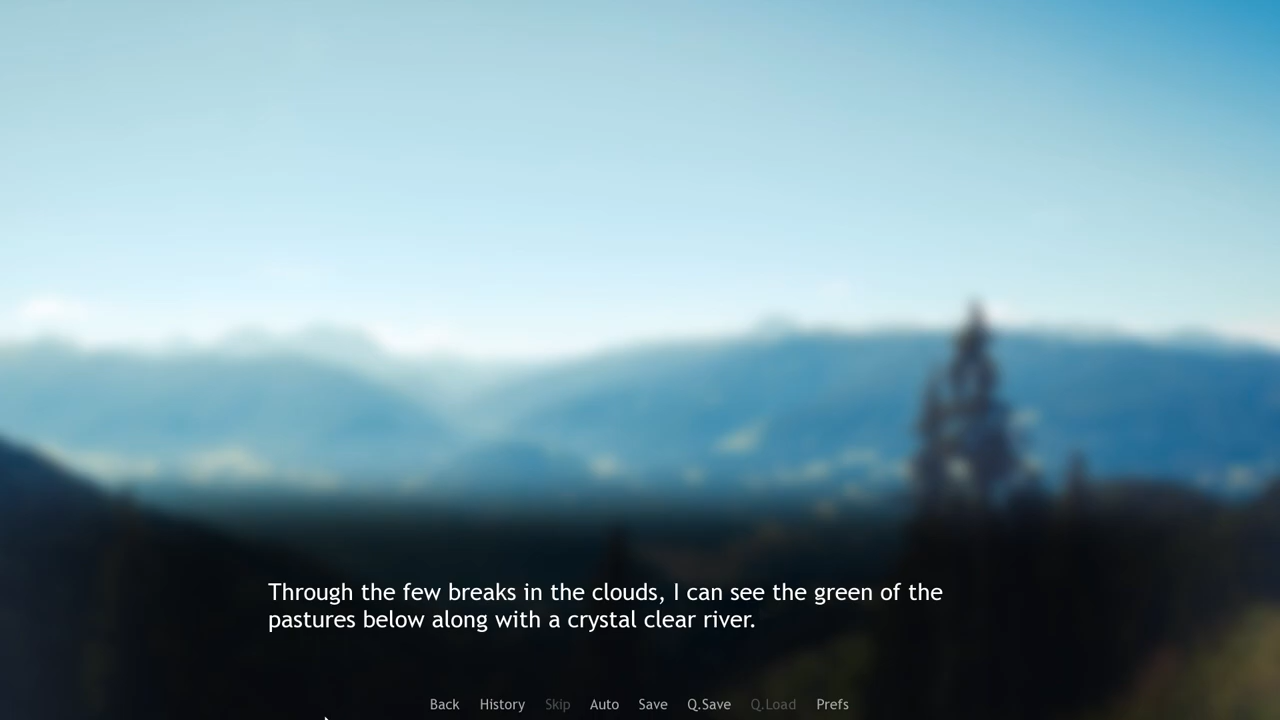 Through the few breaks in the clouds, I can see the green of the
pastures below along with a crystal clear river.
Back History Skip Auto Save Q.Save Q.Load Prefs